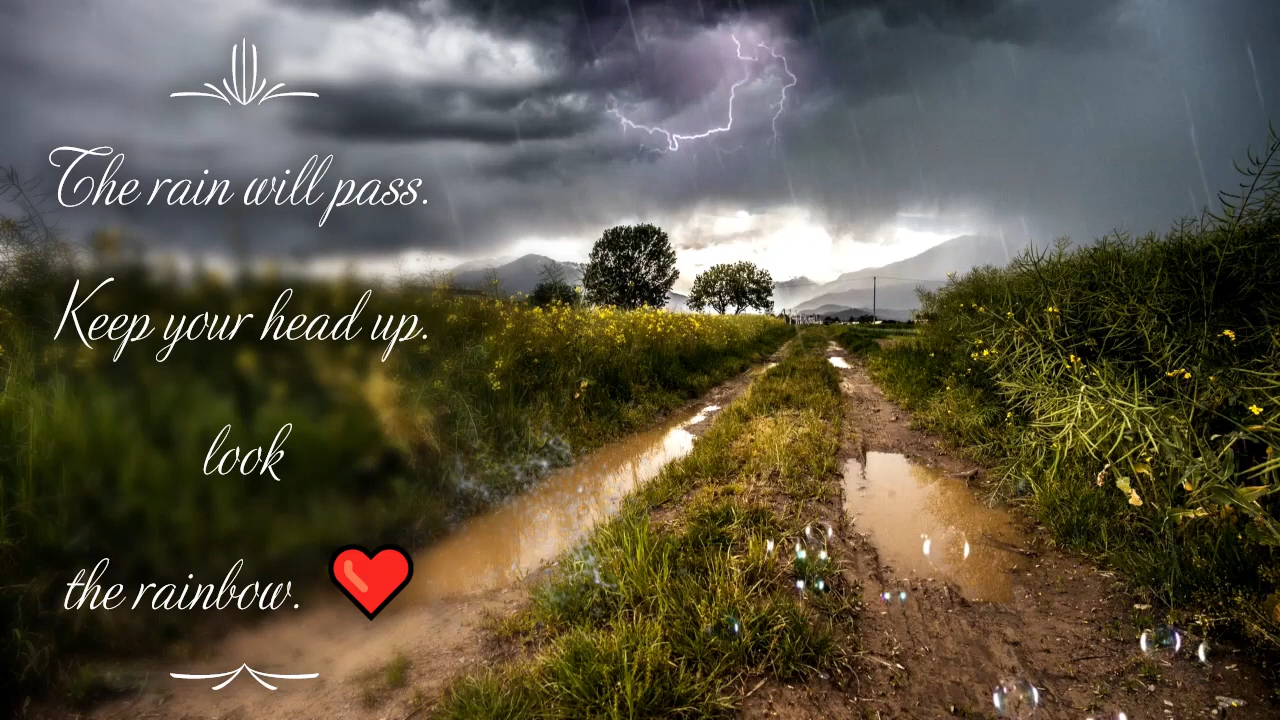 The rain will pass.
Keep your head up.
look
the rainbow.